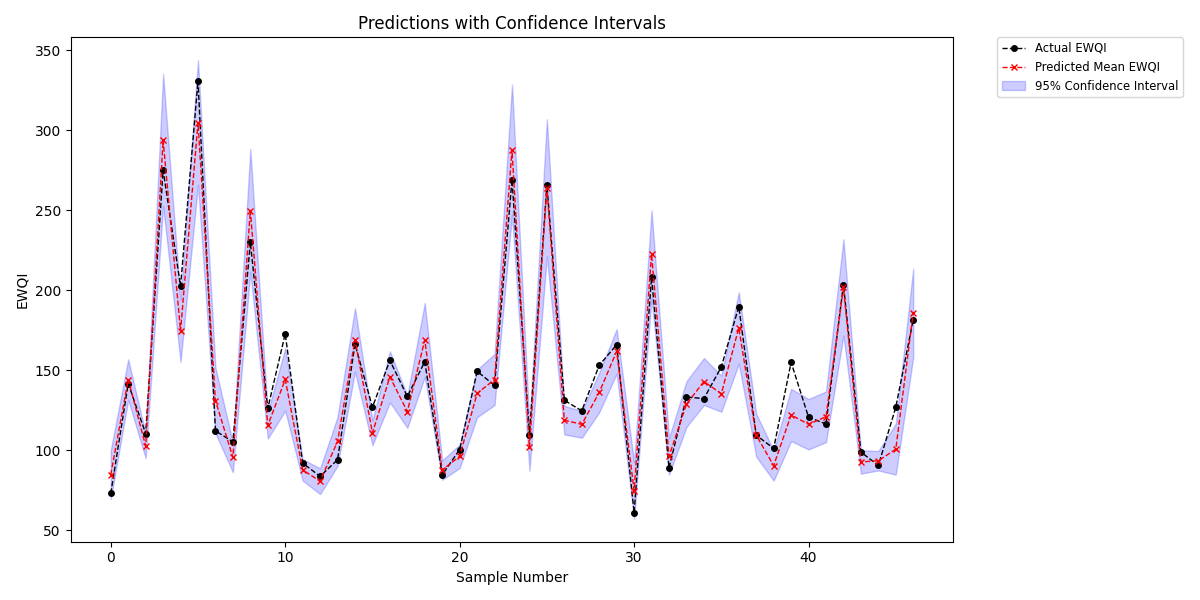 Predictions with Confidence Intervals
Actual EWQI
Predicted Mean EWQI
95% Confidence Interval
EWQI
350
300
250
200
150
100
50
0 10 20 30 40
Sample Number